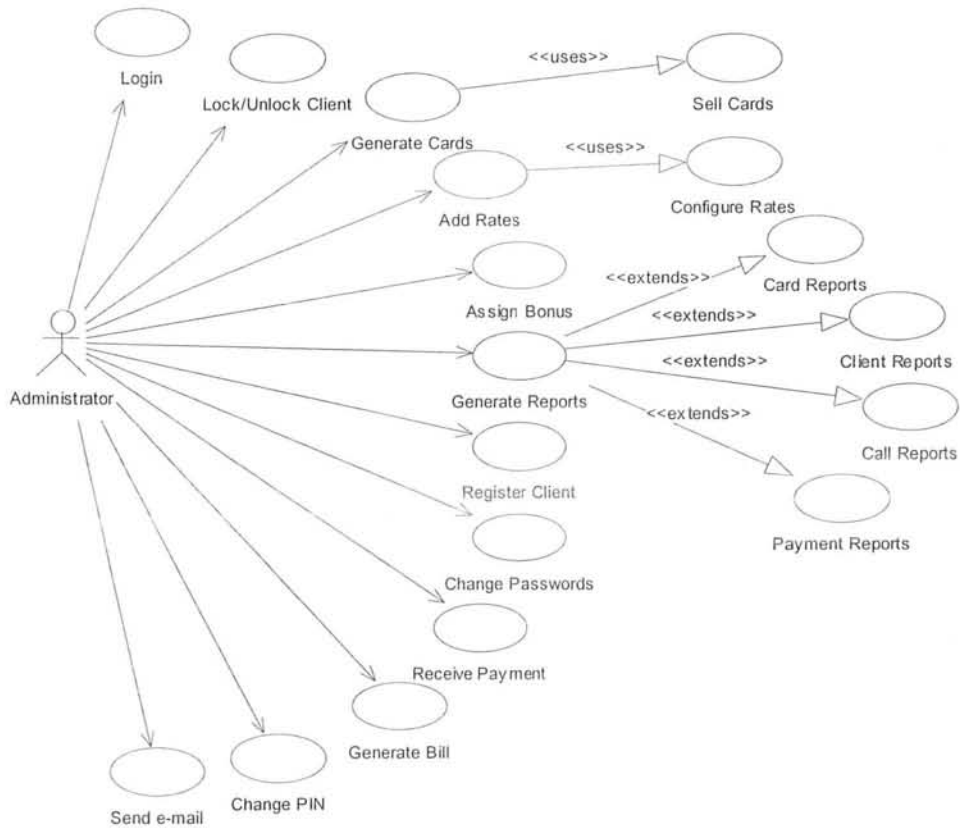 Login
Lock/Unlock Client
Generate Cards
<<uses>>
Sell Cards
Add Rates
<<uses>>
Configure Rates
Assign Bonus
<<extends>>
Card Reports
<<extends>>
Client Reports
<<extends>>
Call Reports
<<extends>>
Payment Reports
Generate Reports
Administrator
Register Client
Change Passwords
Receive Payment
Generate Bill
Change PIN
Send e-mail